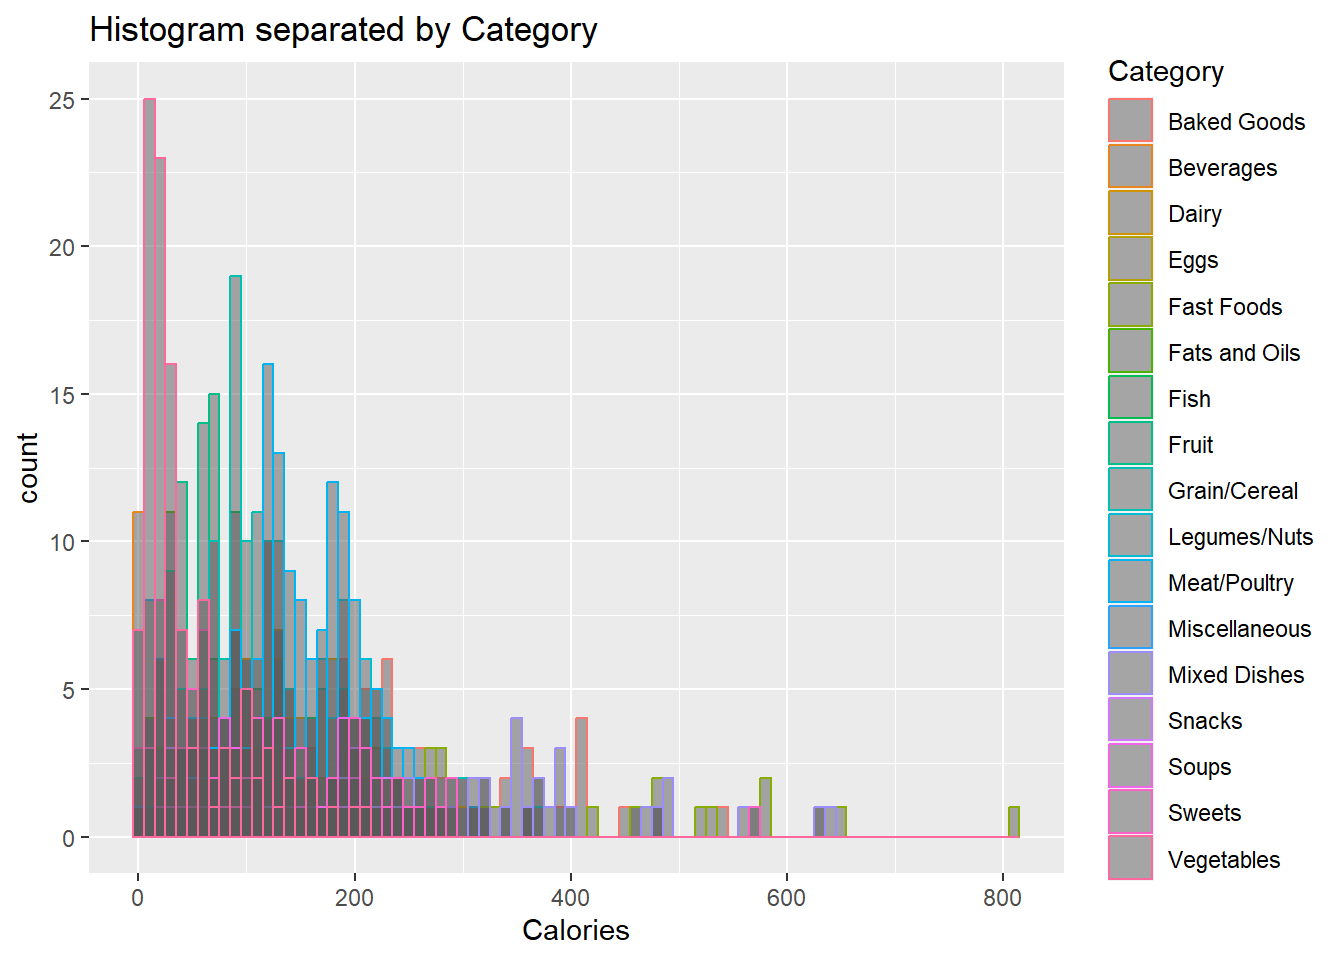 Histogram separated by Category
25
20
15
10
5
0
count
0 200 400 600 800
Calories
Category
Baked Goods
Beverages
Dairy
Eggs
Fast Foods
Fats and Oils
Fish
Fruit
Grain/Cereal
Legumes/Nuts
Meat/Poultry
Miscellaneous
Mixed Dishes
Snacks
Soups
Sweets
Vegetables